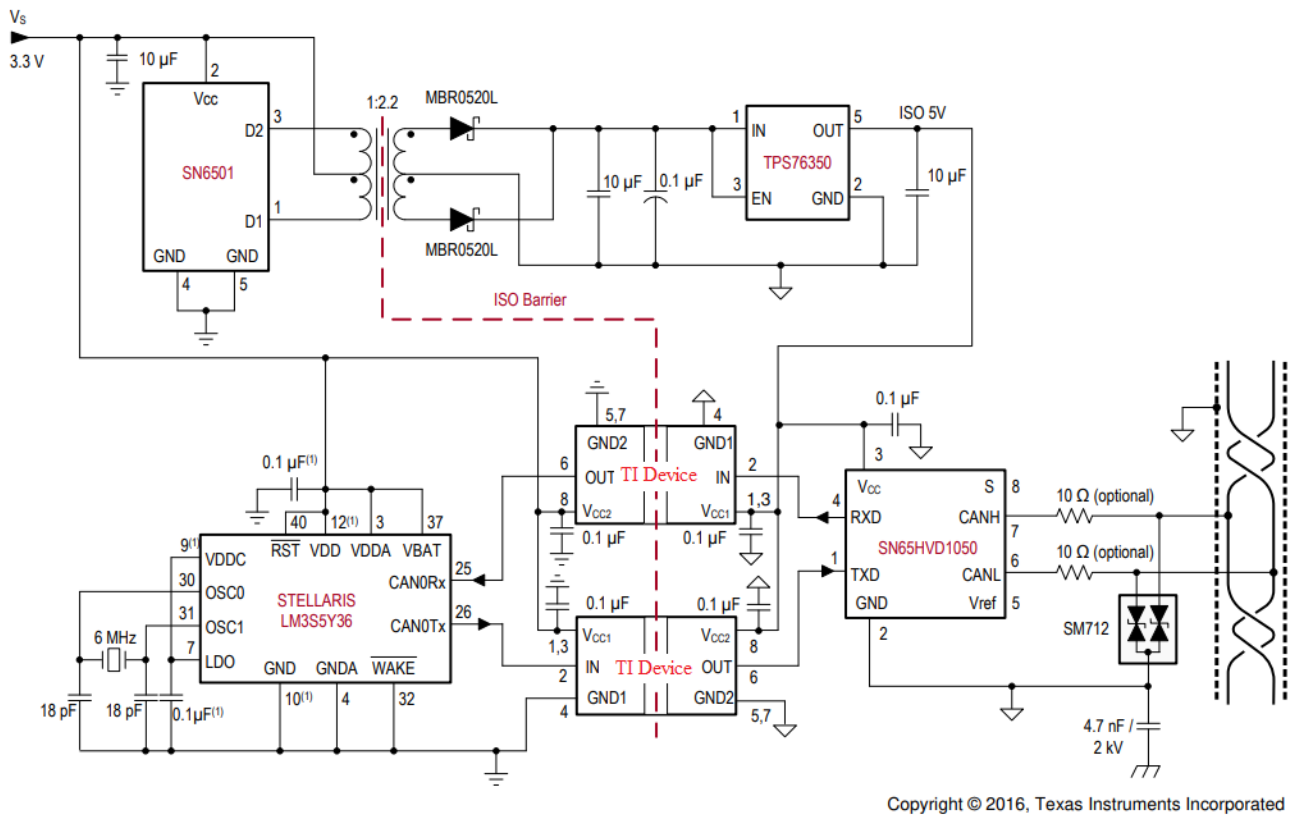 VS
3.3 V
10 µF
2
VCC
D2
3
SN6501
D1
1
GND
GND
4
5
1:2.2
MBR0520L
MBR0520L
10 µF
0.1 µF
1
IN
OUT
5
TPS76350
3
EN
GND
2
ISO 5V
10 µF
ISO Barrier
5,7
GND2
6
OUT
8
VCC2
TI Device
4
GND1
IN
2
1,3
VCC1
0.1 µF
0.1 µF
0.1 µF
0.1 µF
VCC1
1,3
IN
2
GND1
4
TI Device
VCC2
8
OUT
6
GND2
5,7
0.1 µF(1)
40
12(1)
3
37
RST
VDD
VDDA
VBAT
9(1)
VDDC
30
OSC0
31
OSC1
7
LDO
STELLARIS
LM3S5Y36
CAN0Rx
25
CAN0Tx
26
GND
GNDA
WAKE
10(1)
4
32
6 MHz
18 pF
18 pF
0.1µF(1)
0.1 µF
3
VCC
S
8
4
RXD
CANH
7
SN65HVD1050
1
TXD
CANL
6
GND
Vref
5
2
10 Ω (optional)
10 Ω (optional)
SM712
4.7 nF /
2 kV
Copyright © 2016, Texas Instruments Incorporated